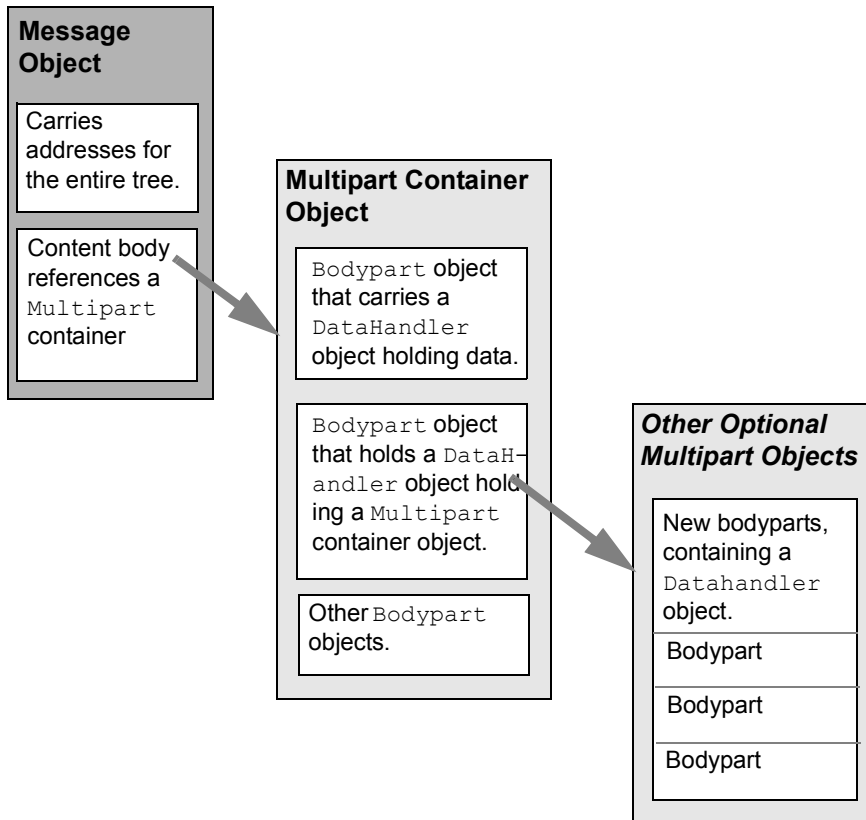 Message
Object
Carries
addresses for
the entire tree.
Content body
references a
Multipart
container
Multipart Container
Object
Bodypart object
that carries a
DataHandler
object holding data.
Bodypart object
that holds a DataH-
andler object hold
ing a Multipart
container object.
Other Bodypart
objects.
Other Optional
Multipart Objects
New bodyparts,
containing a
Datahandler
object.
Bodypart
Bodypart
Bodypart